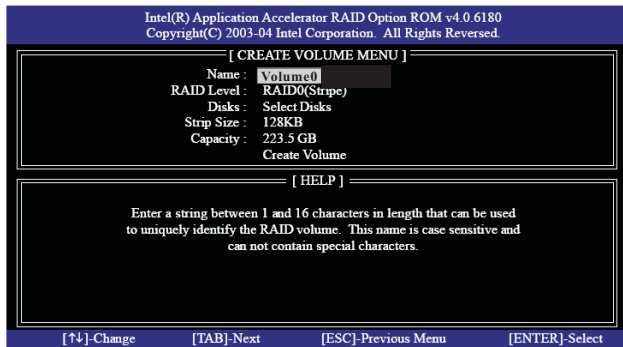 Intel(R) Application Accelerator RAID Option ROM v4.0.6180
Copyright(C) 2003-04 Intel Corporation. All Rights Reversed.
[ CREATE VOLUME MENU ]
Name : Volume0
RAID Level : RAID0(Stripe)
Disks : Select Disks
Strip Size : 128KB
Capacity : 223.5 GB
Create Volume
[ HELP ]
Enter a string between 1 and 16 characters in length that can be used
to uniquely identify the RAID volume. This name is case sensitive and
can not contain special characters.
[↑↓]-Change [TAB]-Next [ESC]-Previous Menu [ENTER]-Select